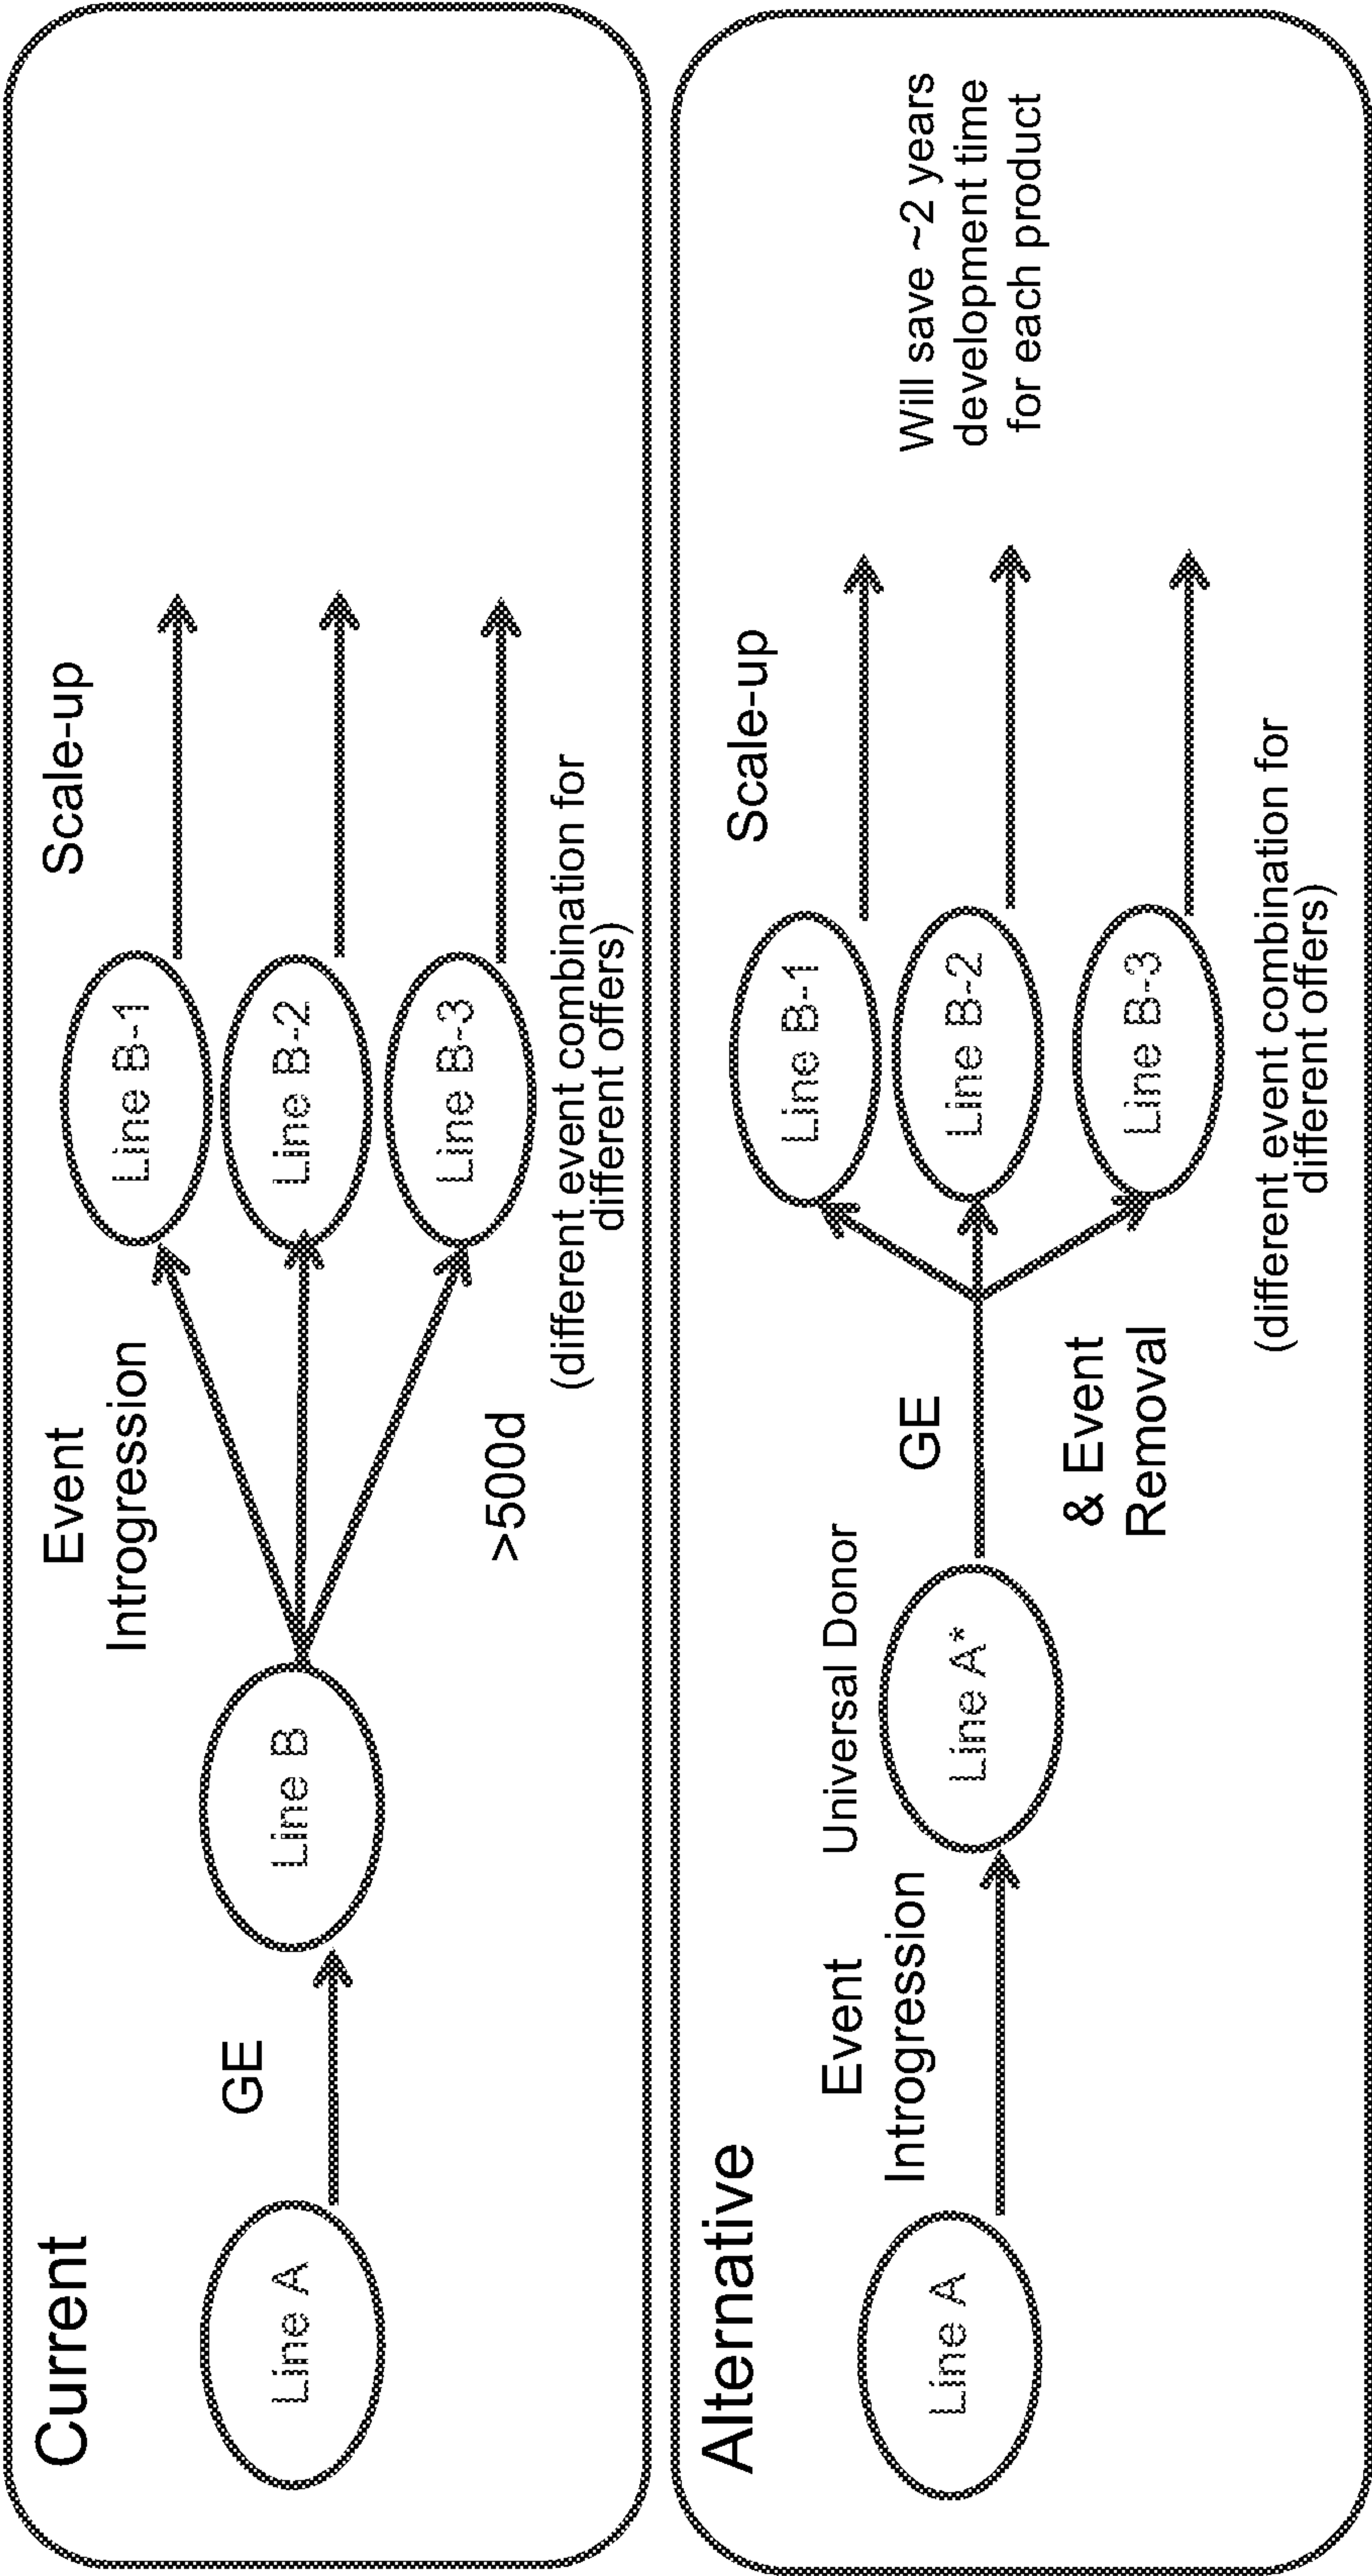 Current
Line A
GE
Line B
Event
Introgression
>500d
Line B-1
Line B-2
Line B-3
(different event combination for
different offers)
Scale-up
Alternative
Line A
Event
Introgression
Universal Donor
Line A*
GE
& Event
Removal
Line B-1
Line B-2
Line B-3
(different event combination for
different offers)
Scale-up
Will save ~2 years
development time
for each product